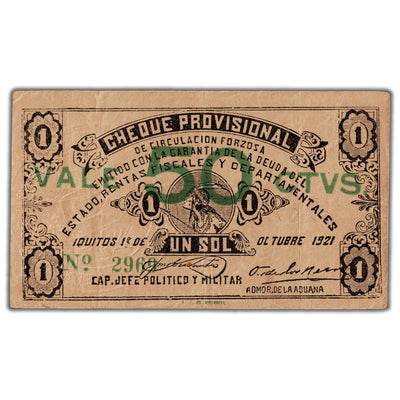 CHEQUE PROVISIONAL
DE CIRCULACION FORZOSA
EMITIDO CON LA GARANTIA DE LA DEUDA DEL
ESTADO, RENTAS FISCALES Y DEPARTAMENTALES
VALE 50 CTVS
1 1
1 1
IQUITOS 1º DE OCTUBRE 1921
UN SOL
Nº 2969
CAP. JEFE POLITICO Y MILITAR
ADMOR. DE LA ADUANA
1 1